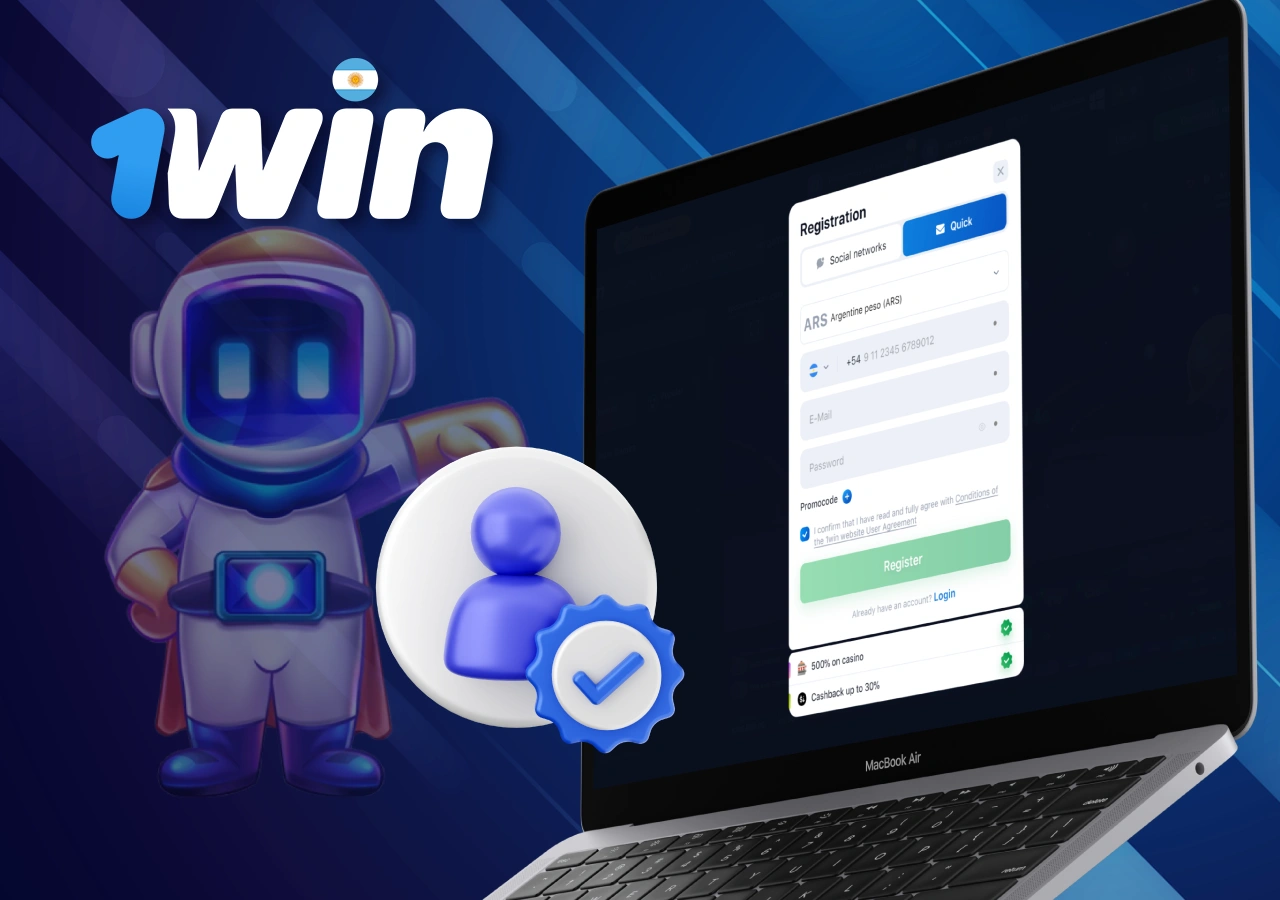 1win
Registration
X
Social networks
Quick
ARS Argentine peso (ARS)
+54 9 11 2345 6789012
E-Mail
Password
Promocode +
I confirm that I have read and fully agree with Conditions of
the 1win website User Agreement
Register
Already have an account? Login
500% on casino
Cashback up to 30%
MacBook Air
delete
return